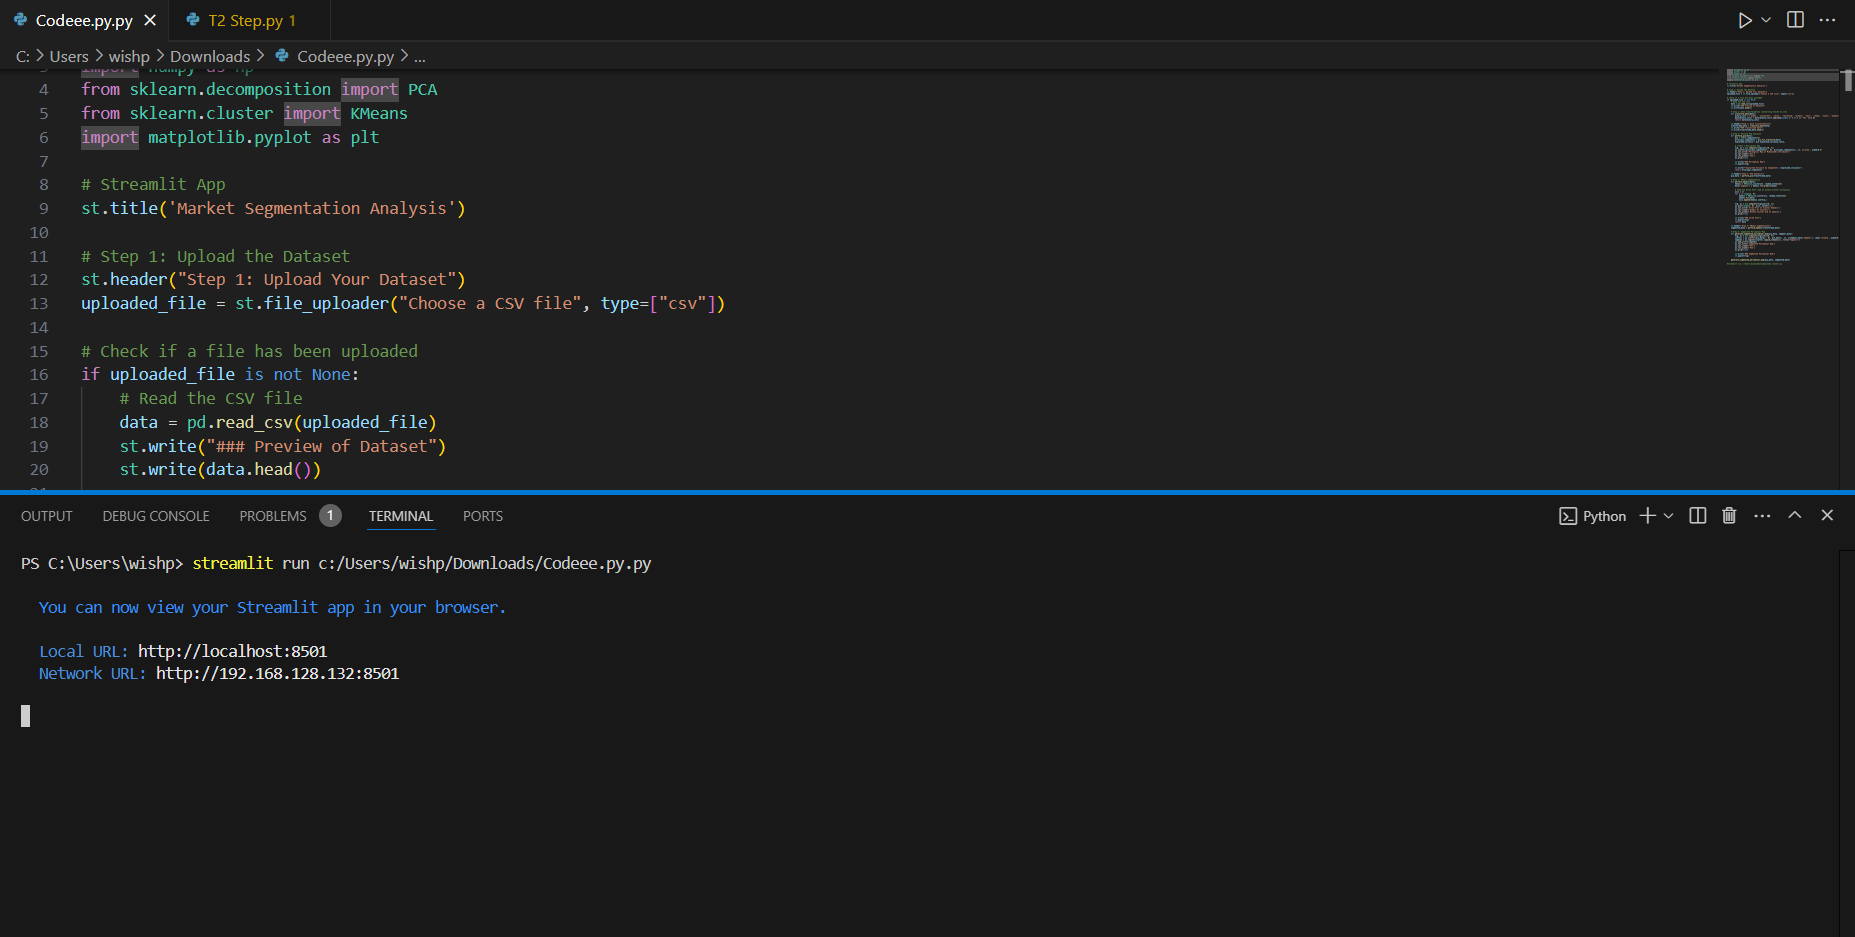 Codeee.py.py
T2 Step.py 1
C: > Users > wishp > Downloads > Codeee.py.py > ...
3 import numpy as np
4 from sklearn.decomposition import PCA
5 from sklearn.cluster import KMeans
6 import matplotlib.pyplot as plt
7
8 # Streamlit App
9 st.title('Market Segmentation Analysis')
10
11 # Step 1: Upload the Dataset
12 st.header("Step 1: Upload Your Dataset")
13 uploaded_file = st.file_uploader("Choose a CSV file", type=["csv"])
14
15 # Check if a file has been uploaded
16 if uploaded_file is not None:
17 # Read the CSV file
18 data = pd.read_csv(uploaded_file)
19 st.write("### Preview of Dataset")
20 st.write(data.head())
21
OUTPUT DEBUG CONSOLE PROBLEMS 1 TERMINAL PORTS
Python
PS C:\Users\wishp> streamlit run c:/Users/wishp/Downloads/Codeee.py.py
You can now view your Streamlit app in your browser.
Local URL: http://localhost:8501
Network URL: http://192.168.128.132:8501